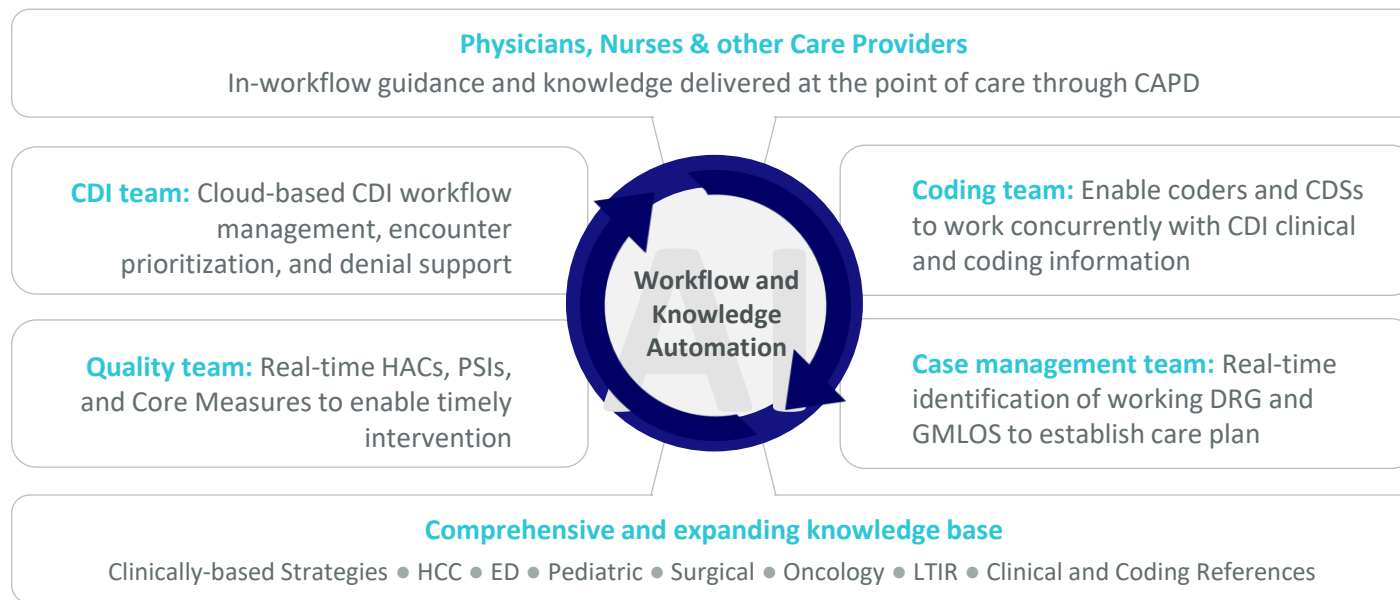 Physicians, Nurses & other Care Providers
In-workflow guidance and knowledge delivered at the point of care through CAPD
CDI team: Cloud-based CDI workflow
management, encounter
prioritization, and denial support
Coding team: Enable coders and CDSs
to work concurrently with CDI clinical
and coding information
AI
Workflow and
Knowledge
Automation
Quality team: Real-time HACs, PSIs,
and Core Measures to enable timely
intervention
Case management team: Real-time
identification of working DRG and
GMLOS to establish care plan
Comprehensive and expanding knowledge base
Clinically-based Strategies ● HCC ● ED ● Pediatric ● Surgical ● Oncology ● LTIR ● Clinical and Coding References